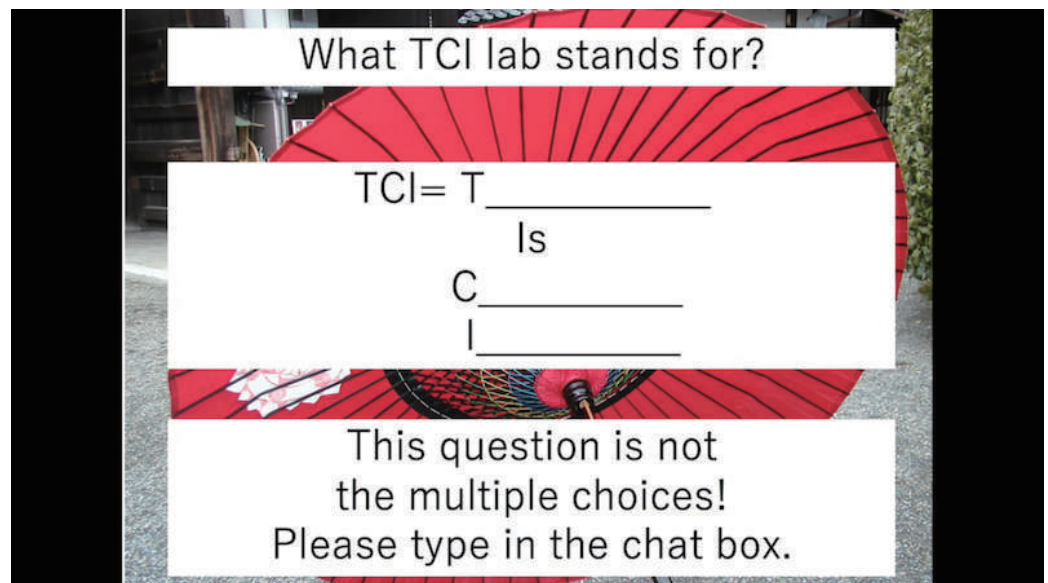 What TCI lab stands for?
TCI= T___________
Is
C__________
I__________
This question is not
the multiple choices!
Please type in the chat box.